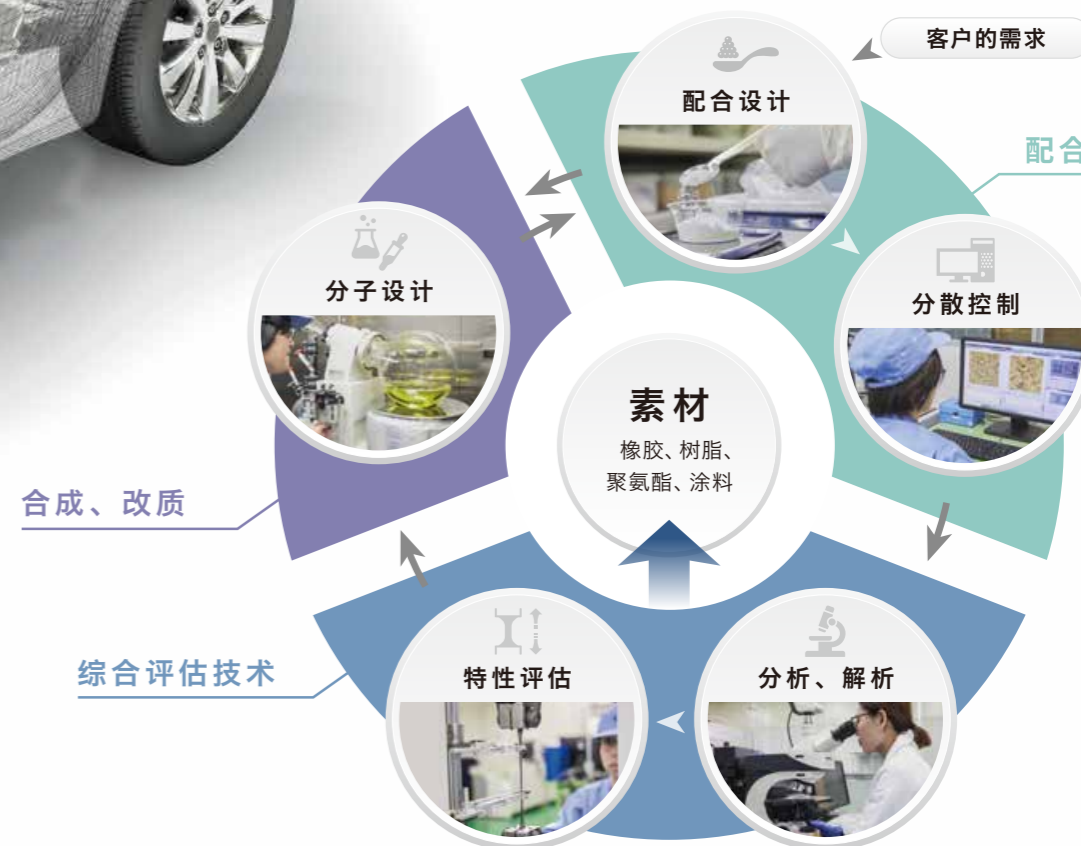 客户的需求
配合设计
配合
分子设计
分散控制
素材
橡胶、树脂、
聚氨酯、涂料
合成、改质
综合评估技术
特性评估
分析、解析